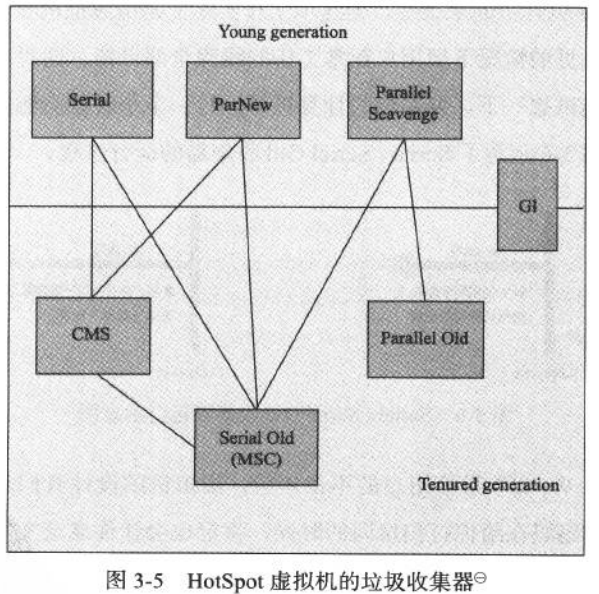 Young generation
Serial
ParNew
Parallel
Scavenge
G1
CMS
Parallel Old
Serial Old
(MSC)
Tenured generation
图 3-5 HotSpot 虚拟机的垃圾收集器㊀